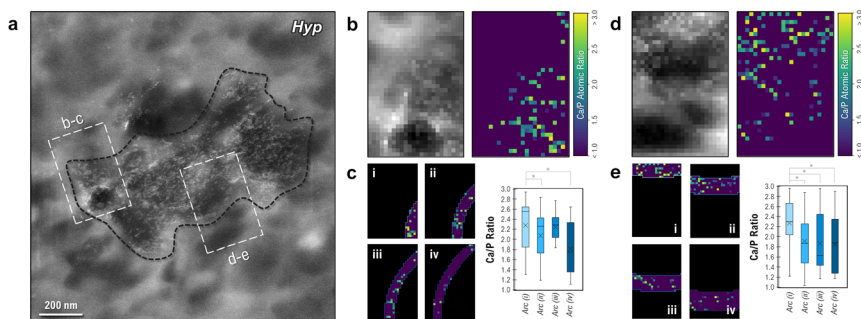 a
Hyp
b-c
d-e
200 nm
b
> 3.0
2.5
2.0
1.5
< 1.0
Ca/P Atomic Ratio
c
i
ii
iii
iv
Ca/P Ratio
3.0
2.8
2.6
2.4
2.2
2.0
1.8
1.6
1.4
1.2
1.0
*
*
Arc (i)
Arc (ii)
Arc (iii)
Arc (iv)
d
> 3.0
2.5
2.0
1.5
< 1.0
Ca/P Atomic Ratio
e
i
ii
iii
iv
Ca/P Ratio
3.0
2.8
2.6
2.4
2.2
2.0
1.8
1.6
1.4
1.2
1.0
*
*
*
Arc (i)
Arc (ii)
Arc (iii)
Arc (iv)